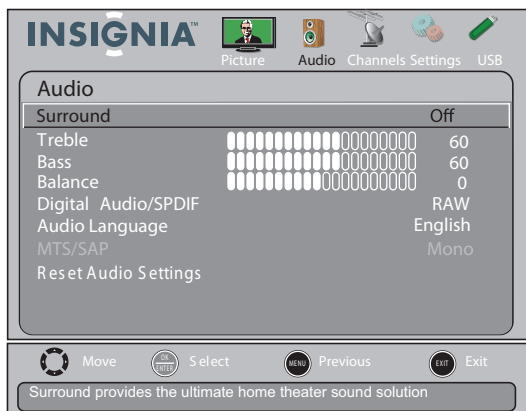 INSIGNIA™
Picture Audio Channels Settings USB
Audio
Surround Off
Treble 60
Bass 60
Balance 0
Digital Audio/SPDIF RAW
Audio Language English
MTS/SAP Mono
Reset Audio Settings
Move OK ENTER Select MENU Previous EXIT Exit
Surround provides the ultimate home theater sound solution